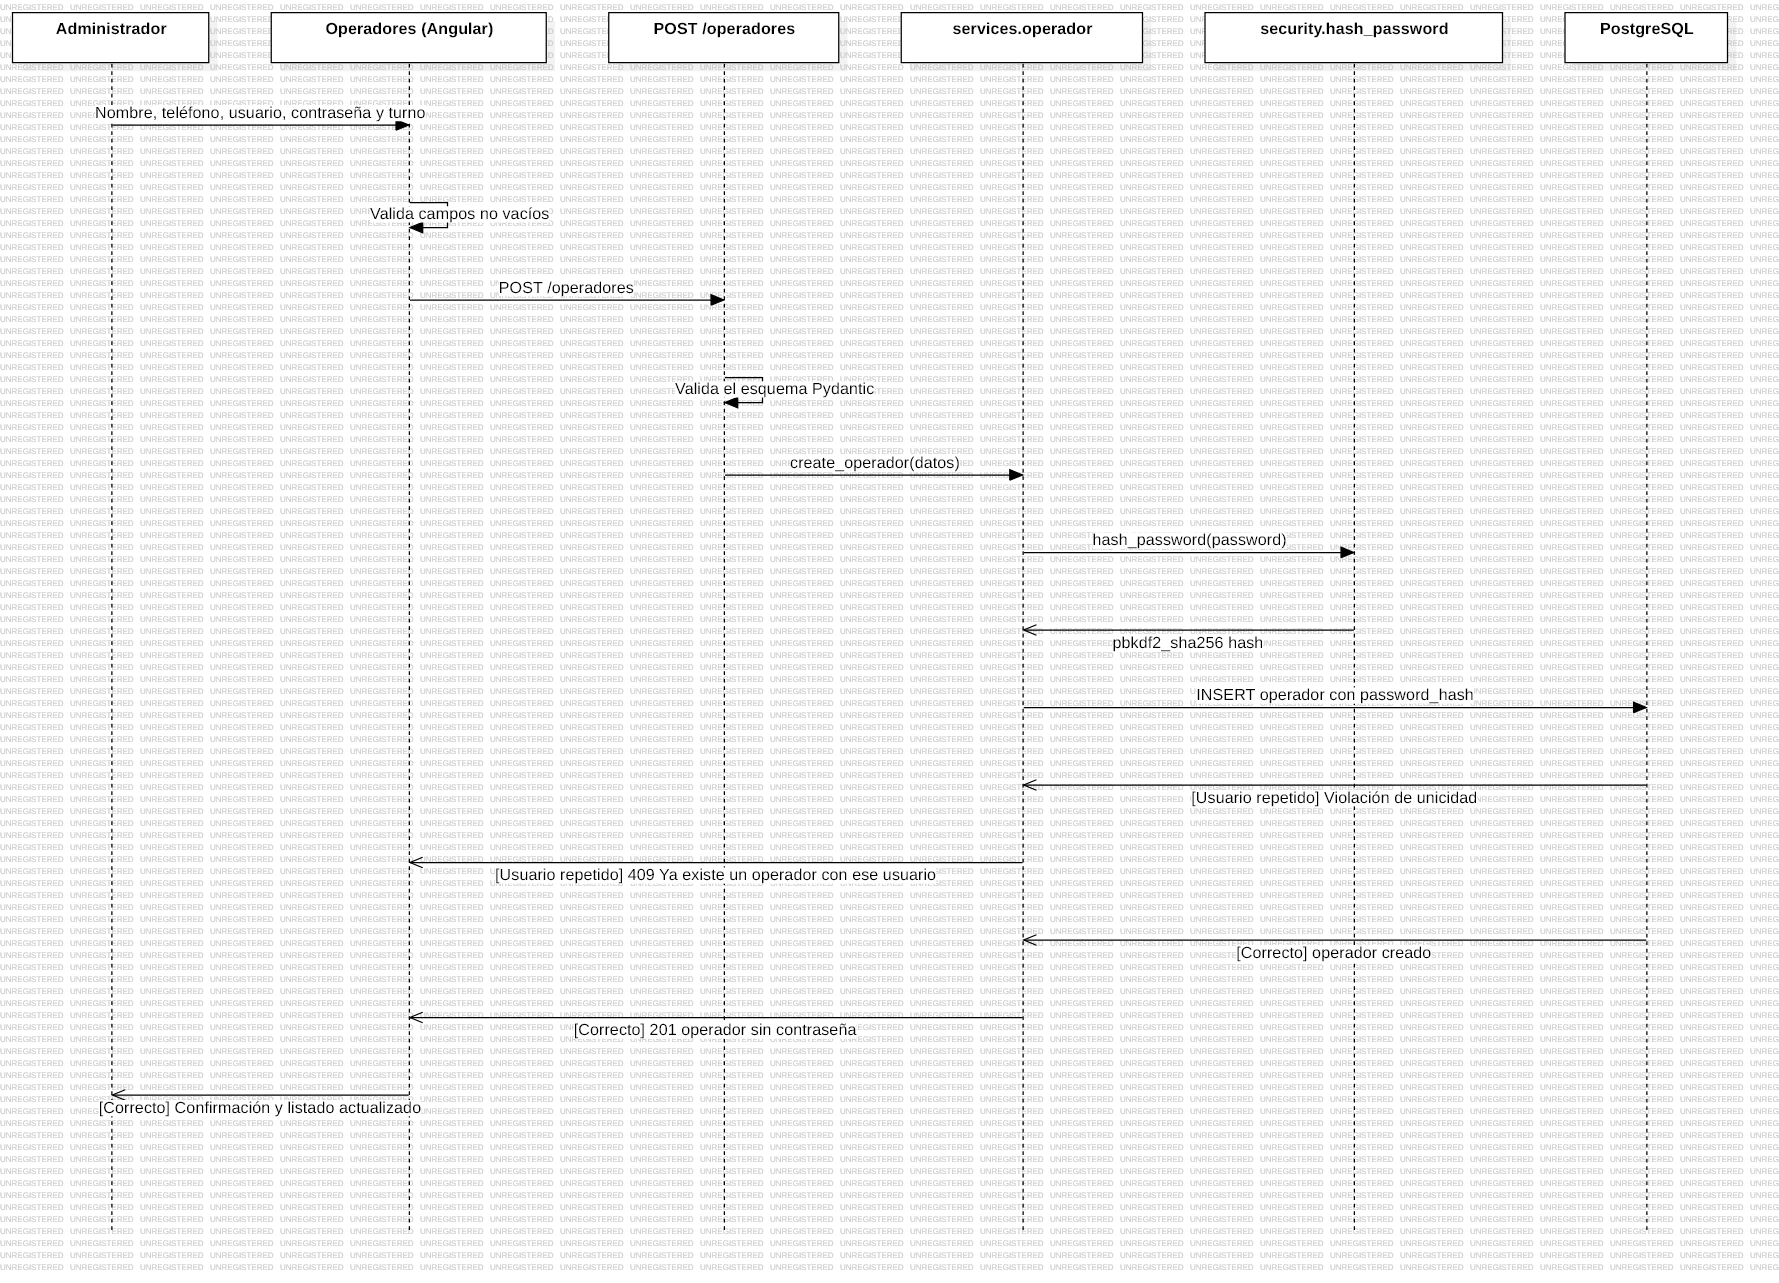 Administrador
Operadores (Angular)
POST /operadores
services.operador
security.hash_password
PostgreSQL
Nombre, teléfono, usuario, contraseña y turno
Valida campos no vacíos
POST /operadores
Valida el esquema Pydantic
create_operador(datos)
hash_password(password)
pbkdf2_sha256 hash
INSERT operador con password_hash
[Usuario repetido] Violación de unicidad
[Usuario repetido] 409 Ya existe un operador con ese usuario
[Correcto] operador creado
[Correcto] 201 operador sin contraseña
[Correcto] Confirmación y listado actualizado
UNREGISTERED